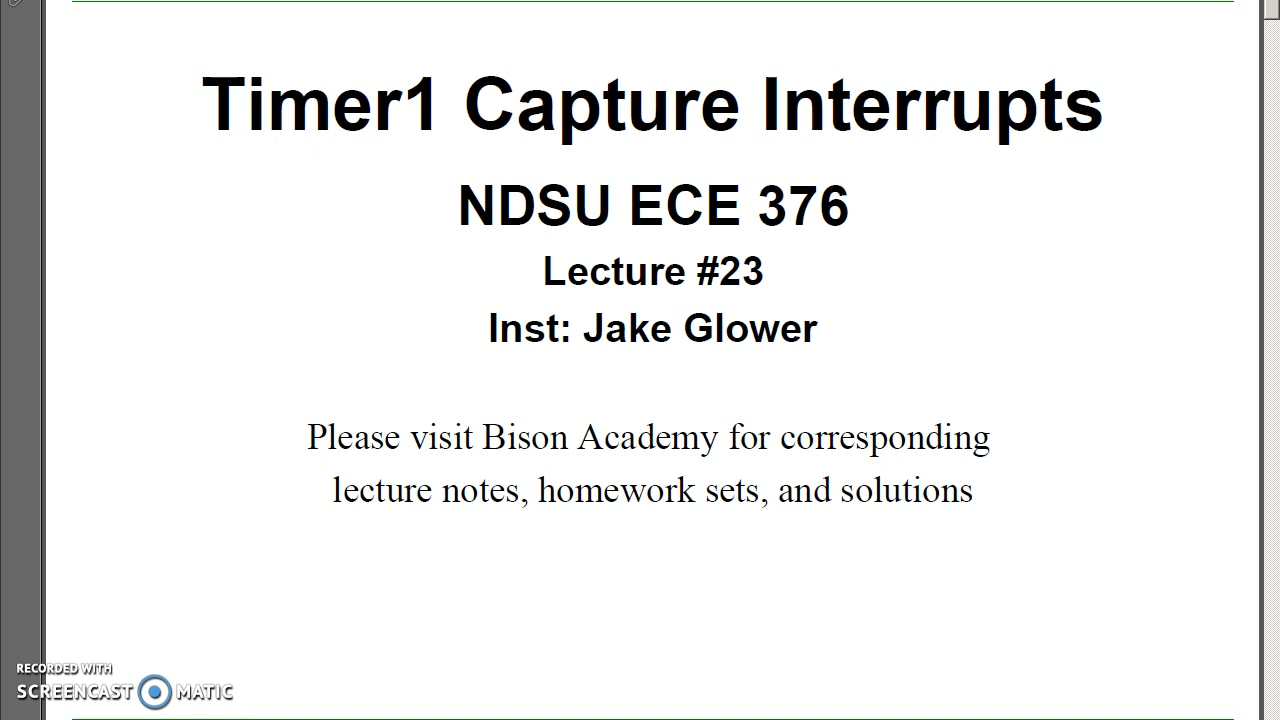 Timer1 Capture Interrupts
NDSU ECE 376
Lecture #23
Inst: Jake Glower
Please visit Bison Academy for corresponding
lecture notes, homework sets, and solutions
RECORDED WITH
SCREENCAST MATIC